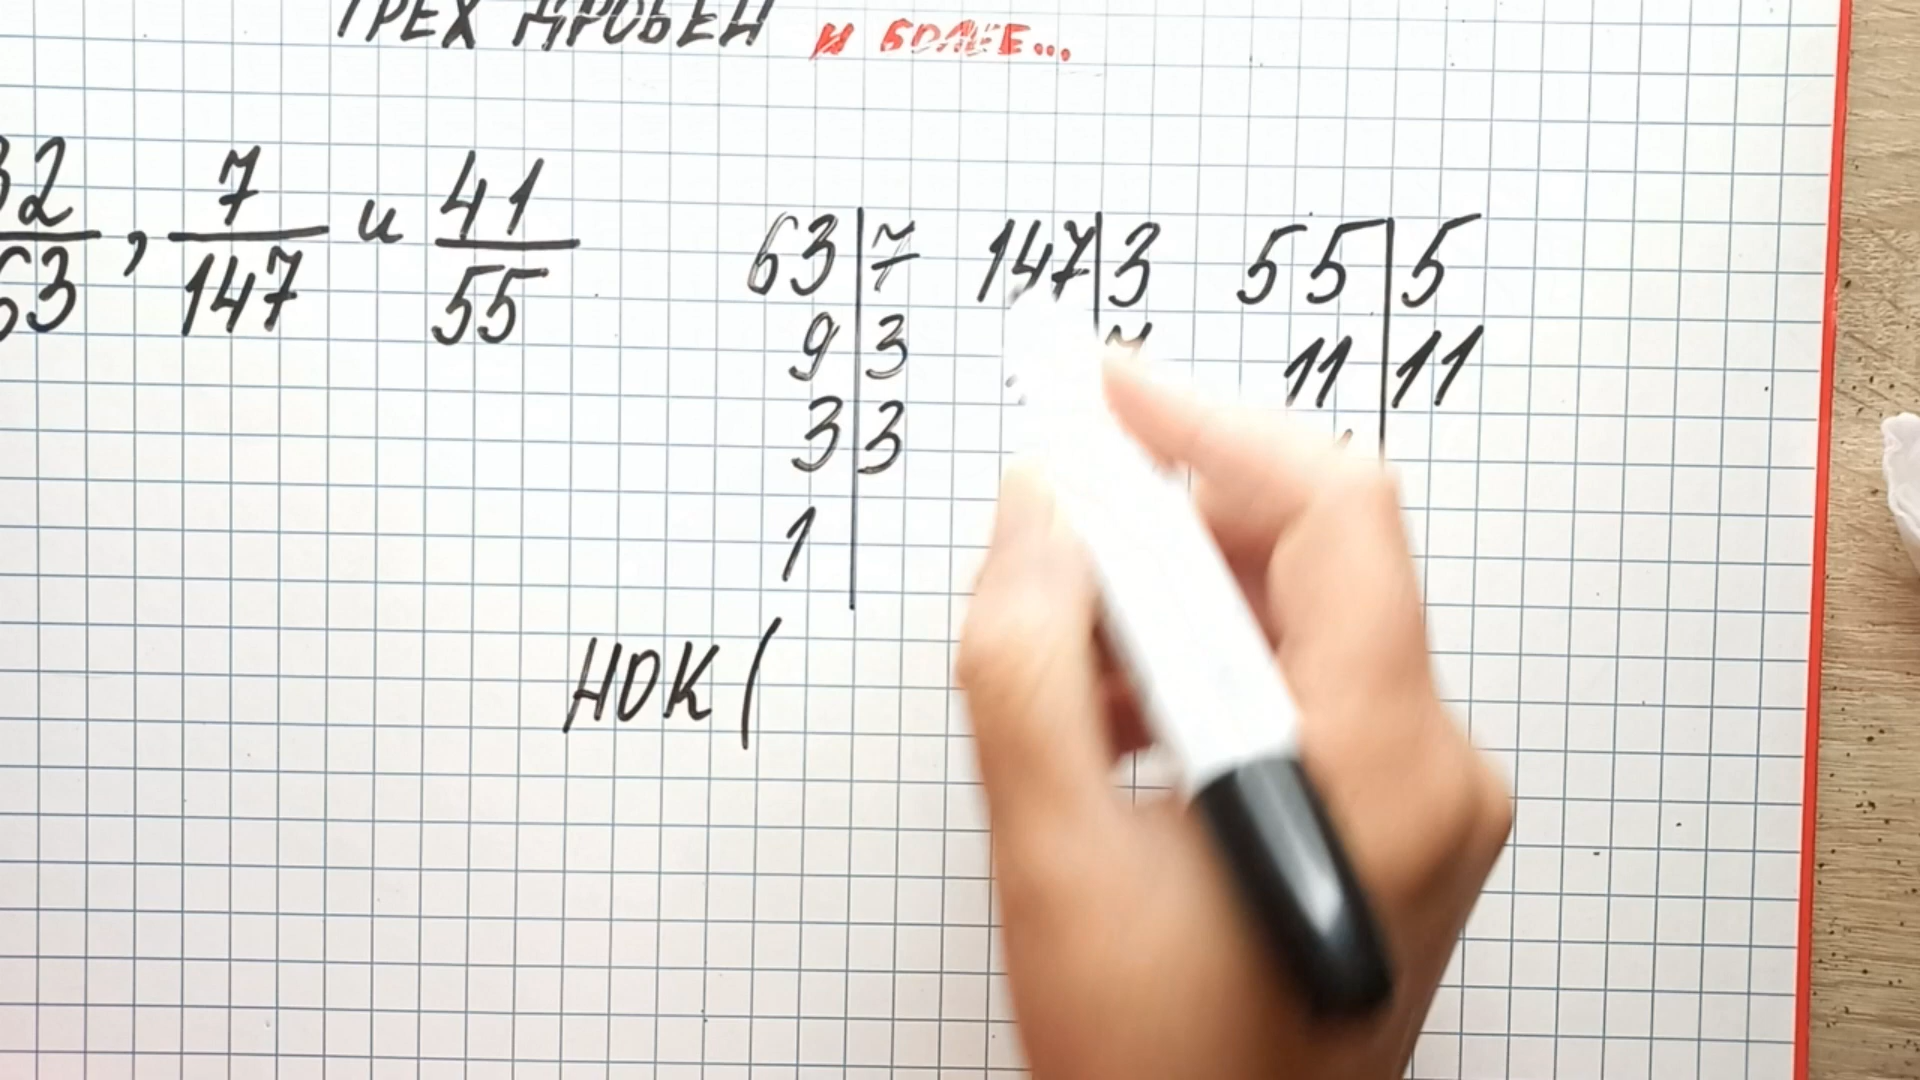 ТРЕХ ДРОБЕЙ И БОЛЕЕ...
32/63, 7/147 и 41/55
63|7 147|3 55|5
9|3 7 11|11
3|3
1
НОК (